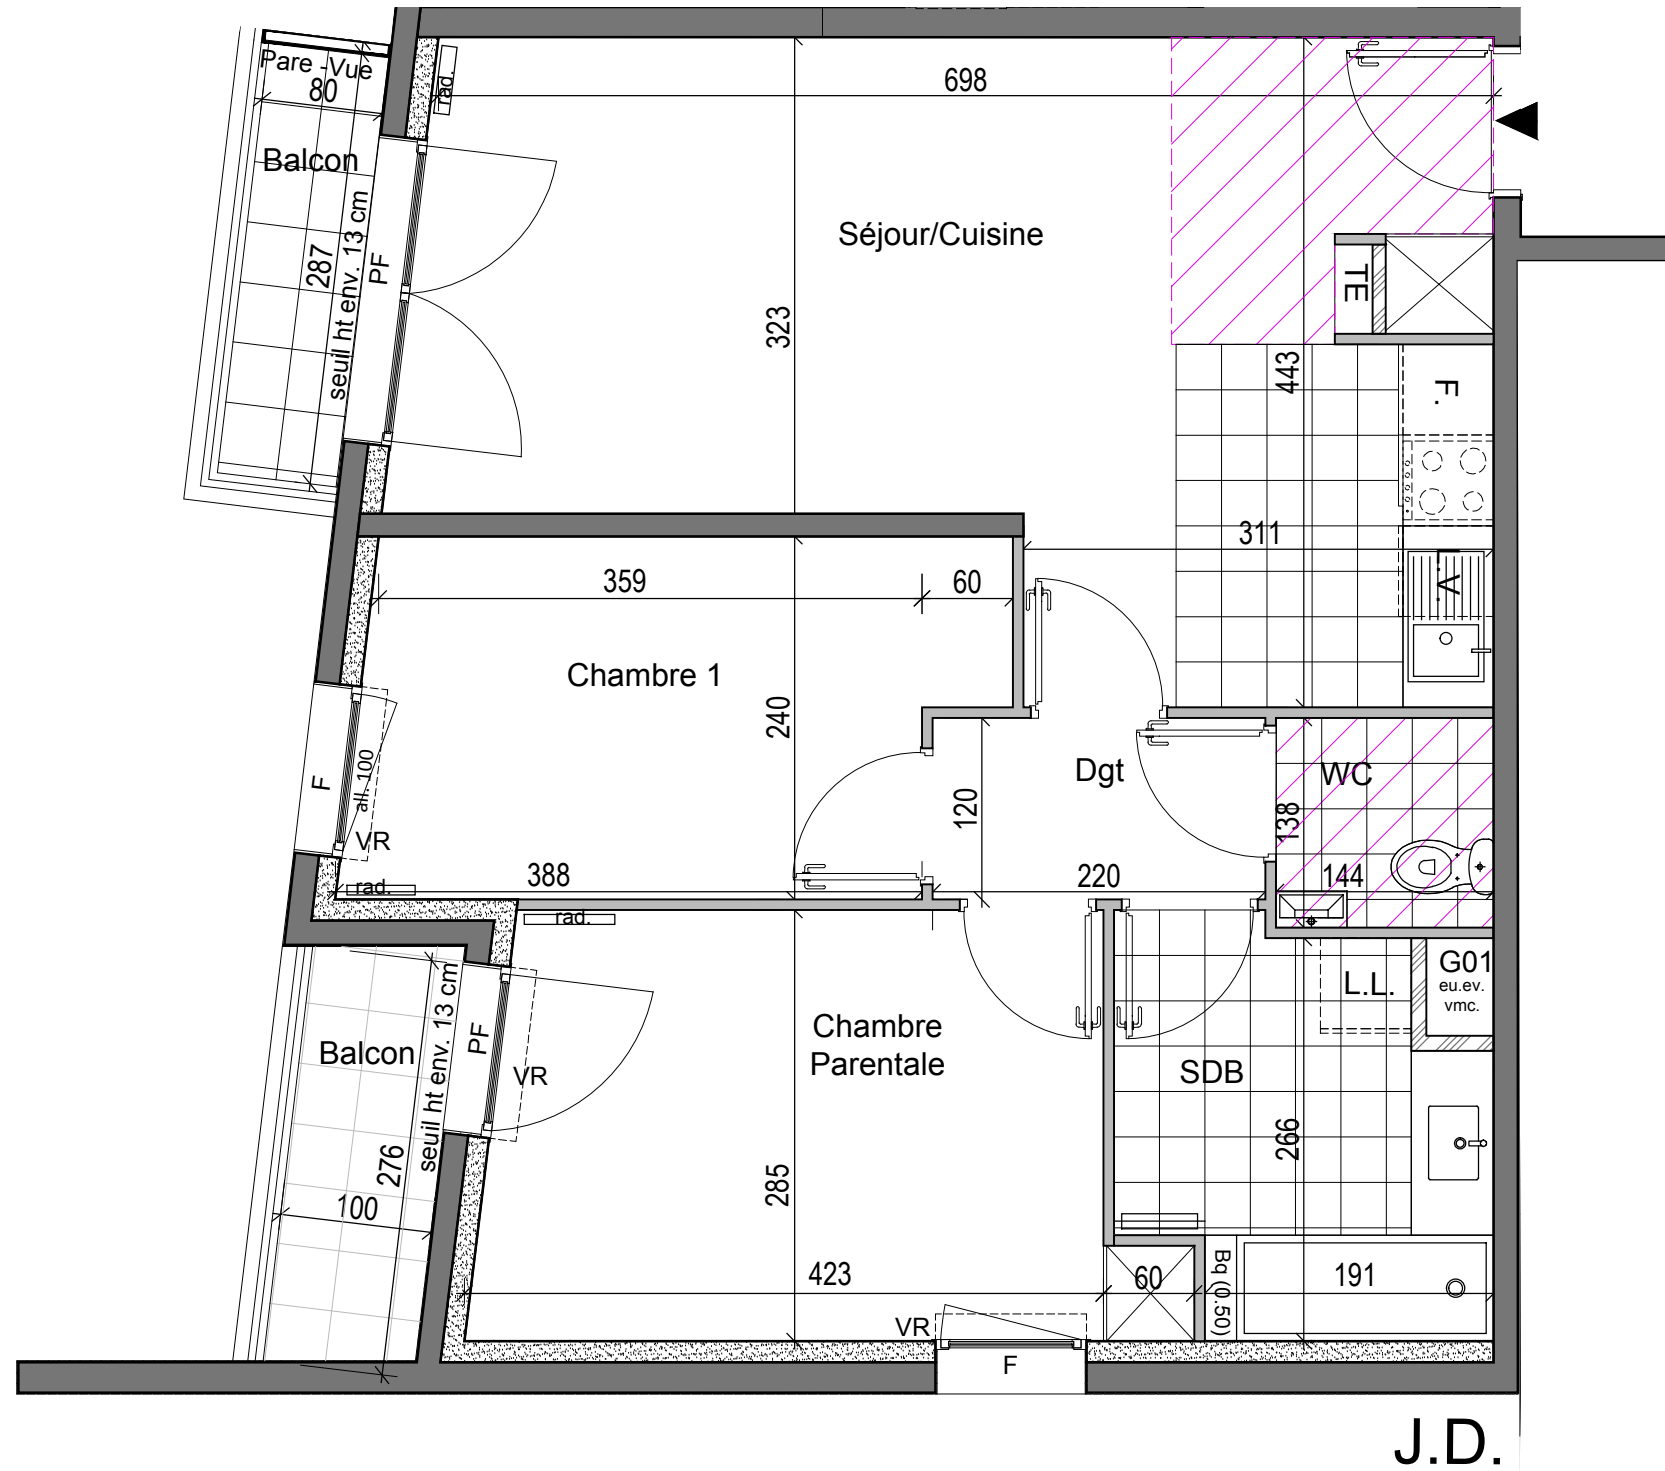 Pare -Vue
80
rad.
698
Balcon
Séjour/Cuisine
287
seuil ht env. 13 cm
PF
323
TE
443
F.
311
L.V.
359
60
Chambre 1
240
F
all. 100
VR
rad.
388
Dgt
120
220
WC
138
144
rad.
Balcon
276
100
seuil ht env. 13 cm
PF
VR
Chambre
Parentale
285
423
VR
F
L.L.
G01
eu.ev.
vmc.
SDB
266
60
Bq (0.50)
191
J.D.